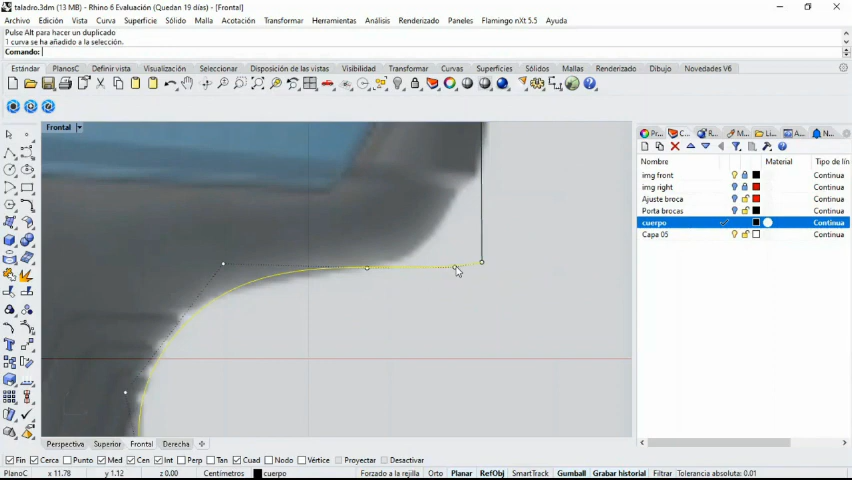 taladro.3dm (13 MB) - Rhino 6 Evaluación (Quedan 19 días) - [Frontal]
Archivo Edición Vista Curva Superficie Sólido Malla Acotación Transformar Herramientas Análisis Renderizado Paneles Flamingo nXt 5.5 Ayuda
Pulse Alt para hacer un duplicado
1 curva se ha añadido a la selección.
Comando:
Estándar PlanosC Definir vista Visualización Seleccionar Disposición de las vistas Visibilidad Transformar Curvas Superficies Sólidos Mallas Renderizado Dibujo Novedades V6
Frontal
Pr... C... R... M... Li... A... N...
Nombre Material Tipo de lín
img front Continua
img right Continua
Ajuste broca Continua
Porta brocas Continua
cuerpo Continua
Capa 05 Continua
Perspectiva Superior Frontal Derecha
Fin Cerca Punto Med Cen Int Perp Tan Cuad Nodo Vértice Proyectar Desactivar
PlanoC x 11.78 y 1.12 z 0.00 Centímetros cuerpo Forzado a la rejilla Orto Planar RefObj SmartTrack Gumball Grabar historial Filtrar Tolerancia absoluta: 0.01